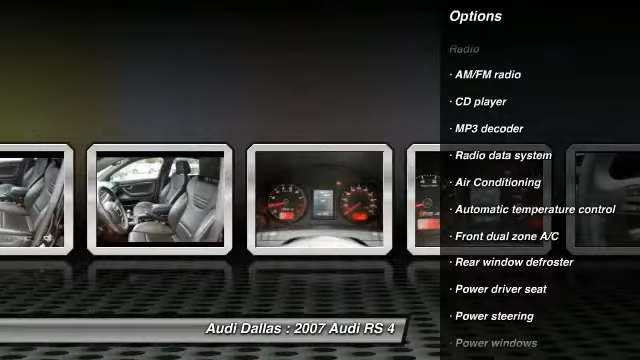 Options
Radio
· AM/FM radio
· CD player
· MP3 decoder
· Radio data system
· Air Conditioning
· Automatic temperature control
· Front dual zone A/C
· Rear window defroster
· Power driver seat
· Power steering
· Power windows
Audi Dallas : 2007 Audi RS 4